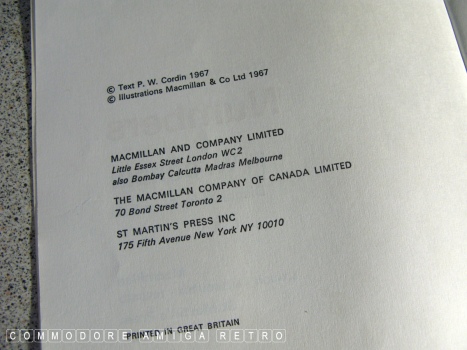 © Text P. W. Cordin 1967
© Illustrations Macmillan & Co Ltd 1967
MACMILLAN AND COMPANY LIMITED
Little Essex Street London WC2
also Bombay Calcutta Madras Melbourne
THE MACMILLAN COMPANY OF CANADA LIMITED
70 Bond Street Toronto 2
ST MARTIN'S PRESS INC
175 Fifth Avenue New York NY 10010
PRINTED IN GREAT BRITAIN
COMMODORE AMIGA RETRO